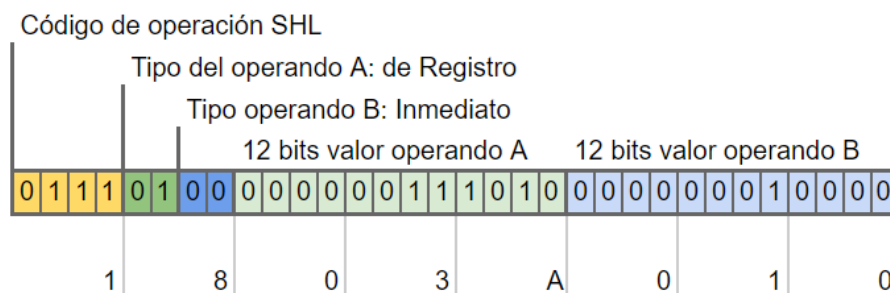 Código de operación SHL
Tipo del operando A: de Registro
Tipo operando B: Inmediato
12 bits valor operando A 12 bits valor operando B
0 1 1 1 0 1 0 0 0 0 0 0 0 0 1 1 1 0 1 0 0 0 0 0 0 0 0 1 0 0 0 0
1 8 0 3 A 0 1 0